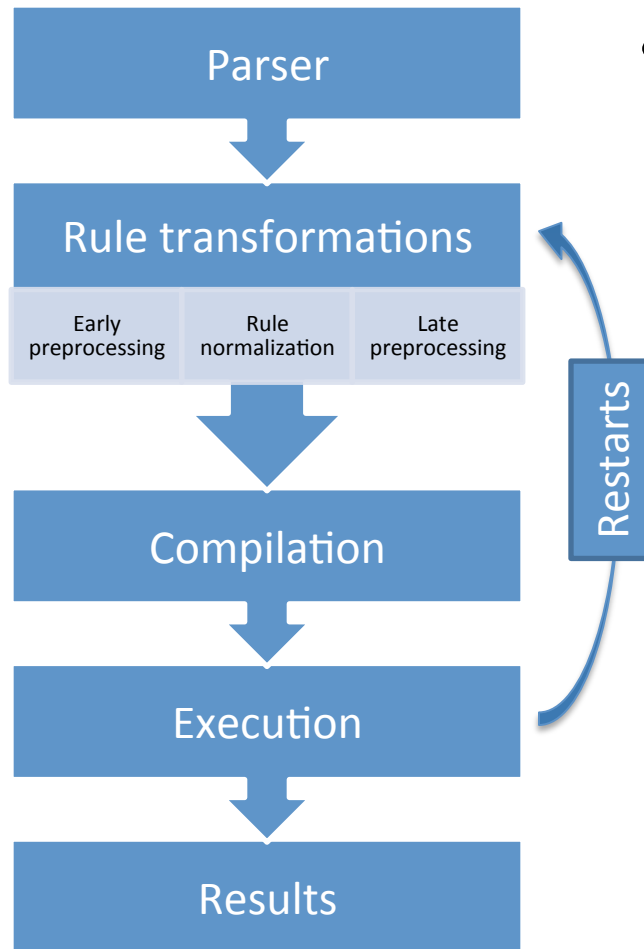 Parser
Rule transformations
Early
preprocessing
Rule
normalization
Late
preprocessing
Restarts
Compilation
Execution
Results